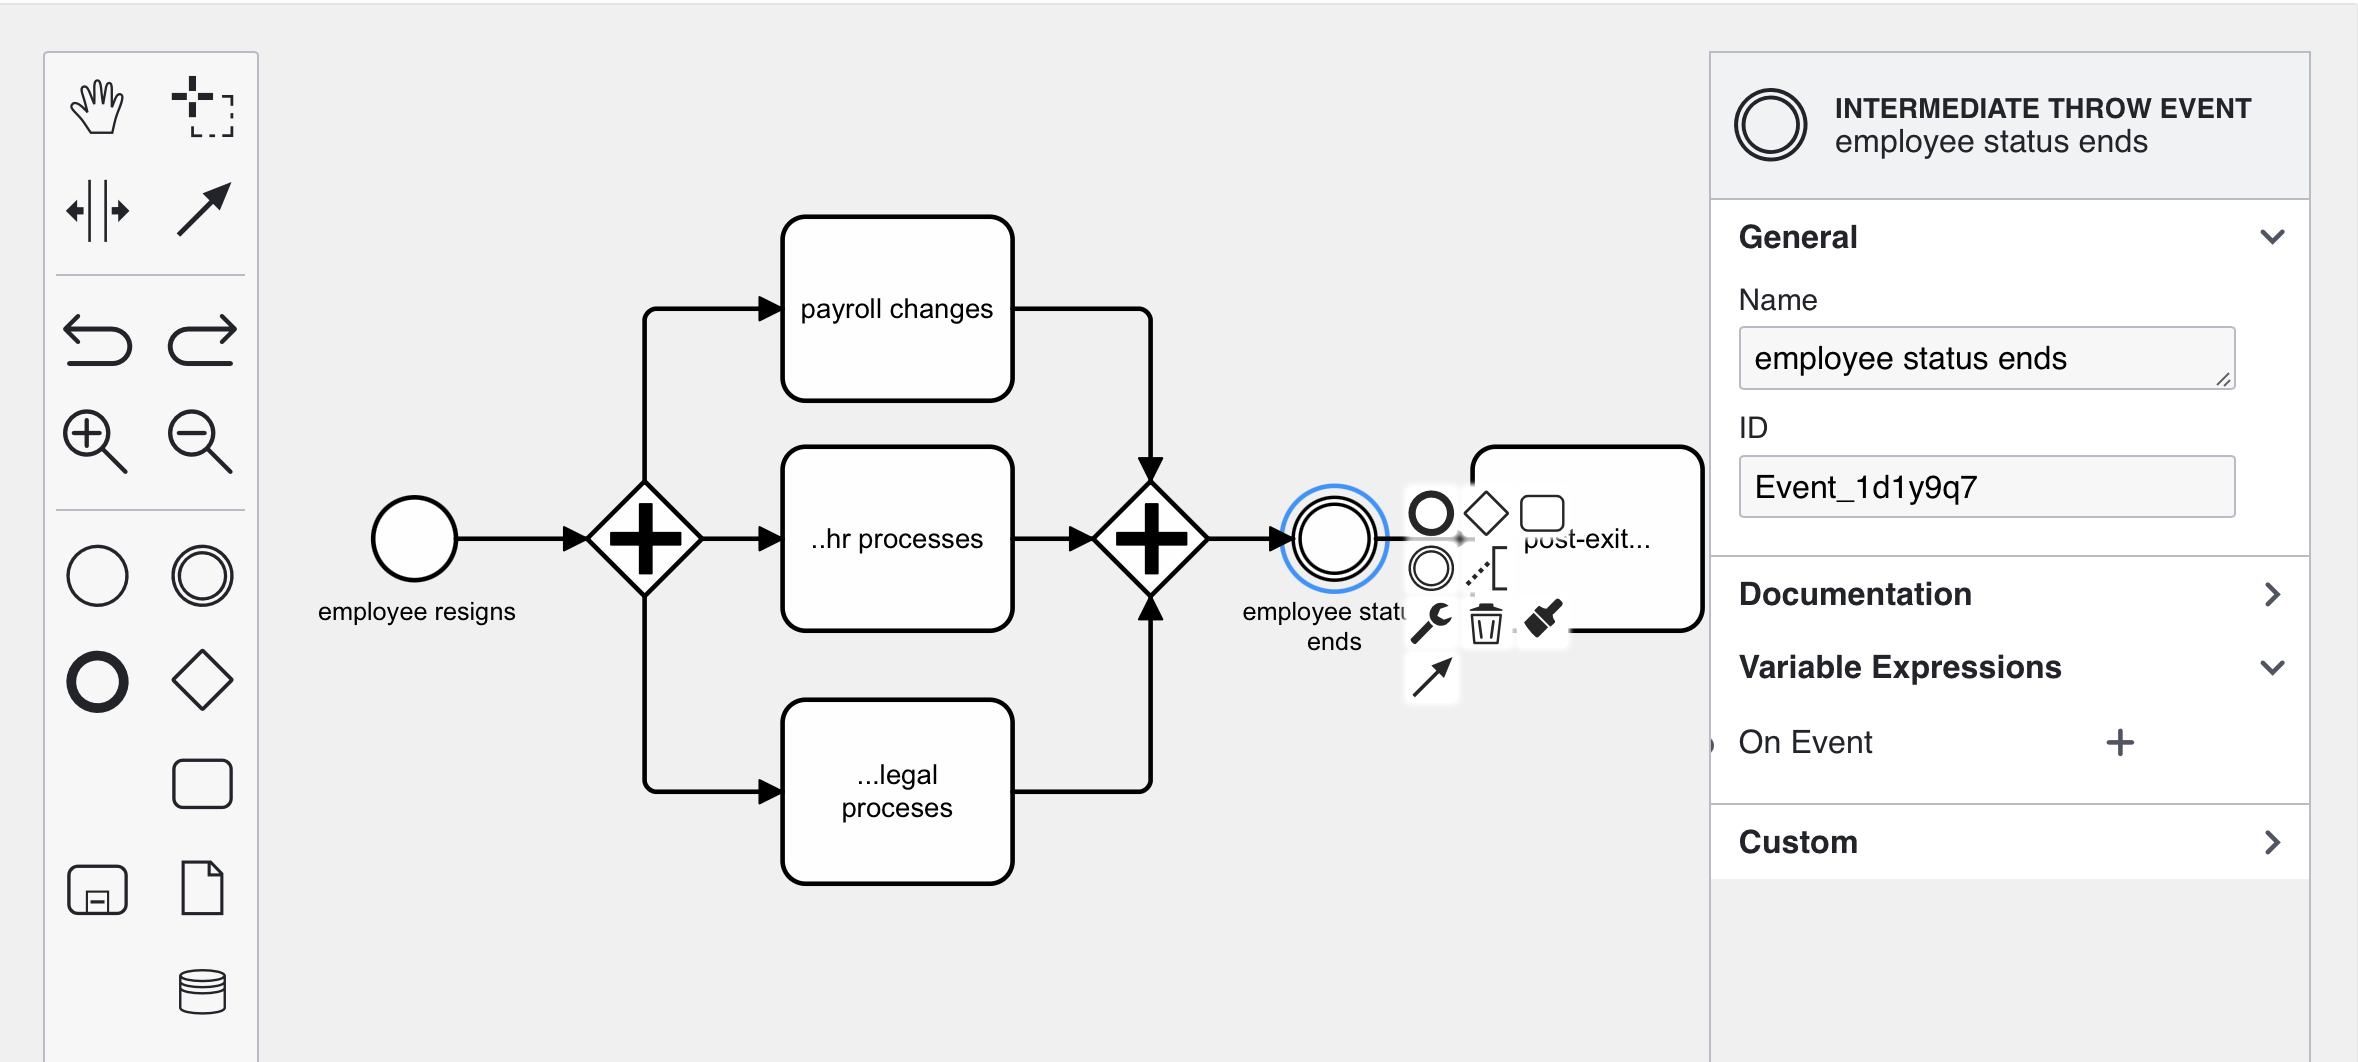 payroll changes
employee resigns
..hr processes
...legal
proceses
employee statu
ends
post-exit...
INTERMEDIATE THROW EVENT
employee status ends
General
Name
employee status ends
ID
Event_1d1y9q7
Documentation
Variable Expressions
On Event
Custom